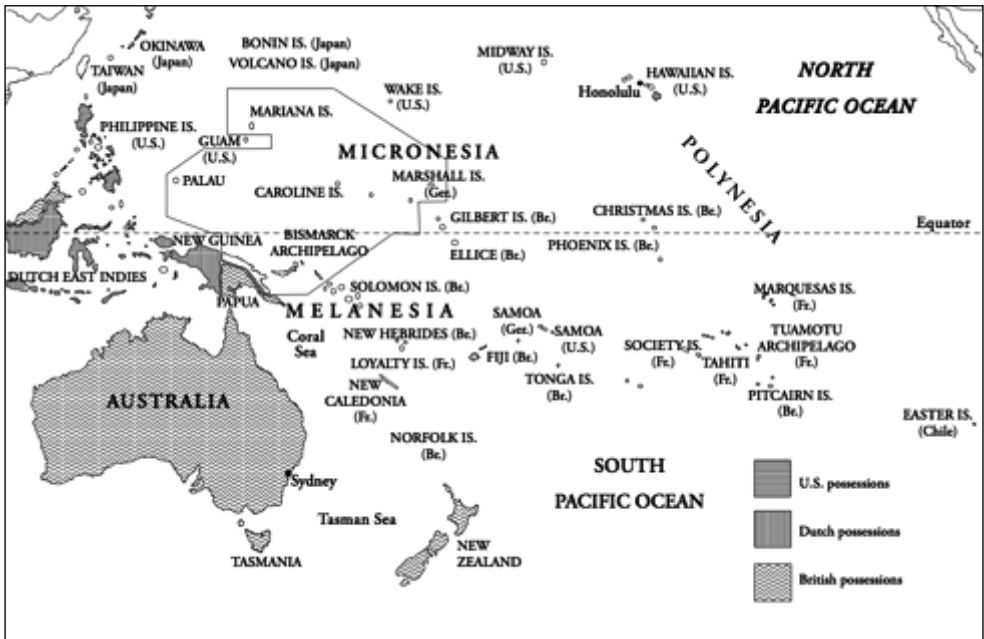 OKINAWA
(Japan)
BONIN IS. (Japan)
VOLCANO IS. (Japan)
TAIWAN
(Japan)
MIDWAY IS.
(U.S.)
HAWAIIAN IS.
(U.S.)
Honolulu
NORTH
PACIFIC OCEAN
WAKE IS.
(U.S.)
MARIANA IS.
PHILIPPINE IS.
(U.S.)
GUAM
(U.S.)
MICRONESIA
POLYNESIA
PALAU
CAROLINE IS.
MARSHALL IS.
(Ger.)
GILBERT IS. (Br.)
CHRISTMAS IS. (Br.)
Equator
NEW GUINEA
BISMARCK
ARCHIPELAGO
ELLICE (Br.)
PHOENIX IS. (Br.)
DUTCH EAST INDIES
PAPUA
SOLOMON IS. (Br.)
MELANESIA
MARQUESAS IS.
(Fr.)
Coral
Sea
NEW HEBRIDES (Br.)
SAMOA
(Ger.)
SAMOA
(U.S.)
SOCIETY IS.
(Fr.)
TAHITI
(Fr.)
TUAMOTU
ARCHIPELAGO
(Fr.)
LOYALTY IS. (Fr.)
FIJI (Br.)
TONGA IS.
(Br.)
NEW
CALEDONIA
(Fr.)
PITCAIRN IS.
(Br.)
AUSTRALIA
EASTER IS.
(Chile)
NORFOLK IS.
(Br.)
Sydney
SOUTH
PACIFIC OCEAN
Tasman Sea
TASMANIA
NEW
ZEALAND
U.S. possessions
Dutch possessions
British possessions